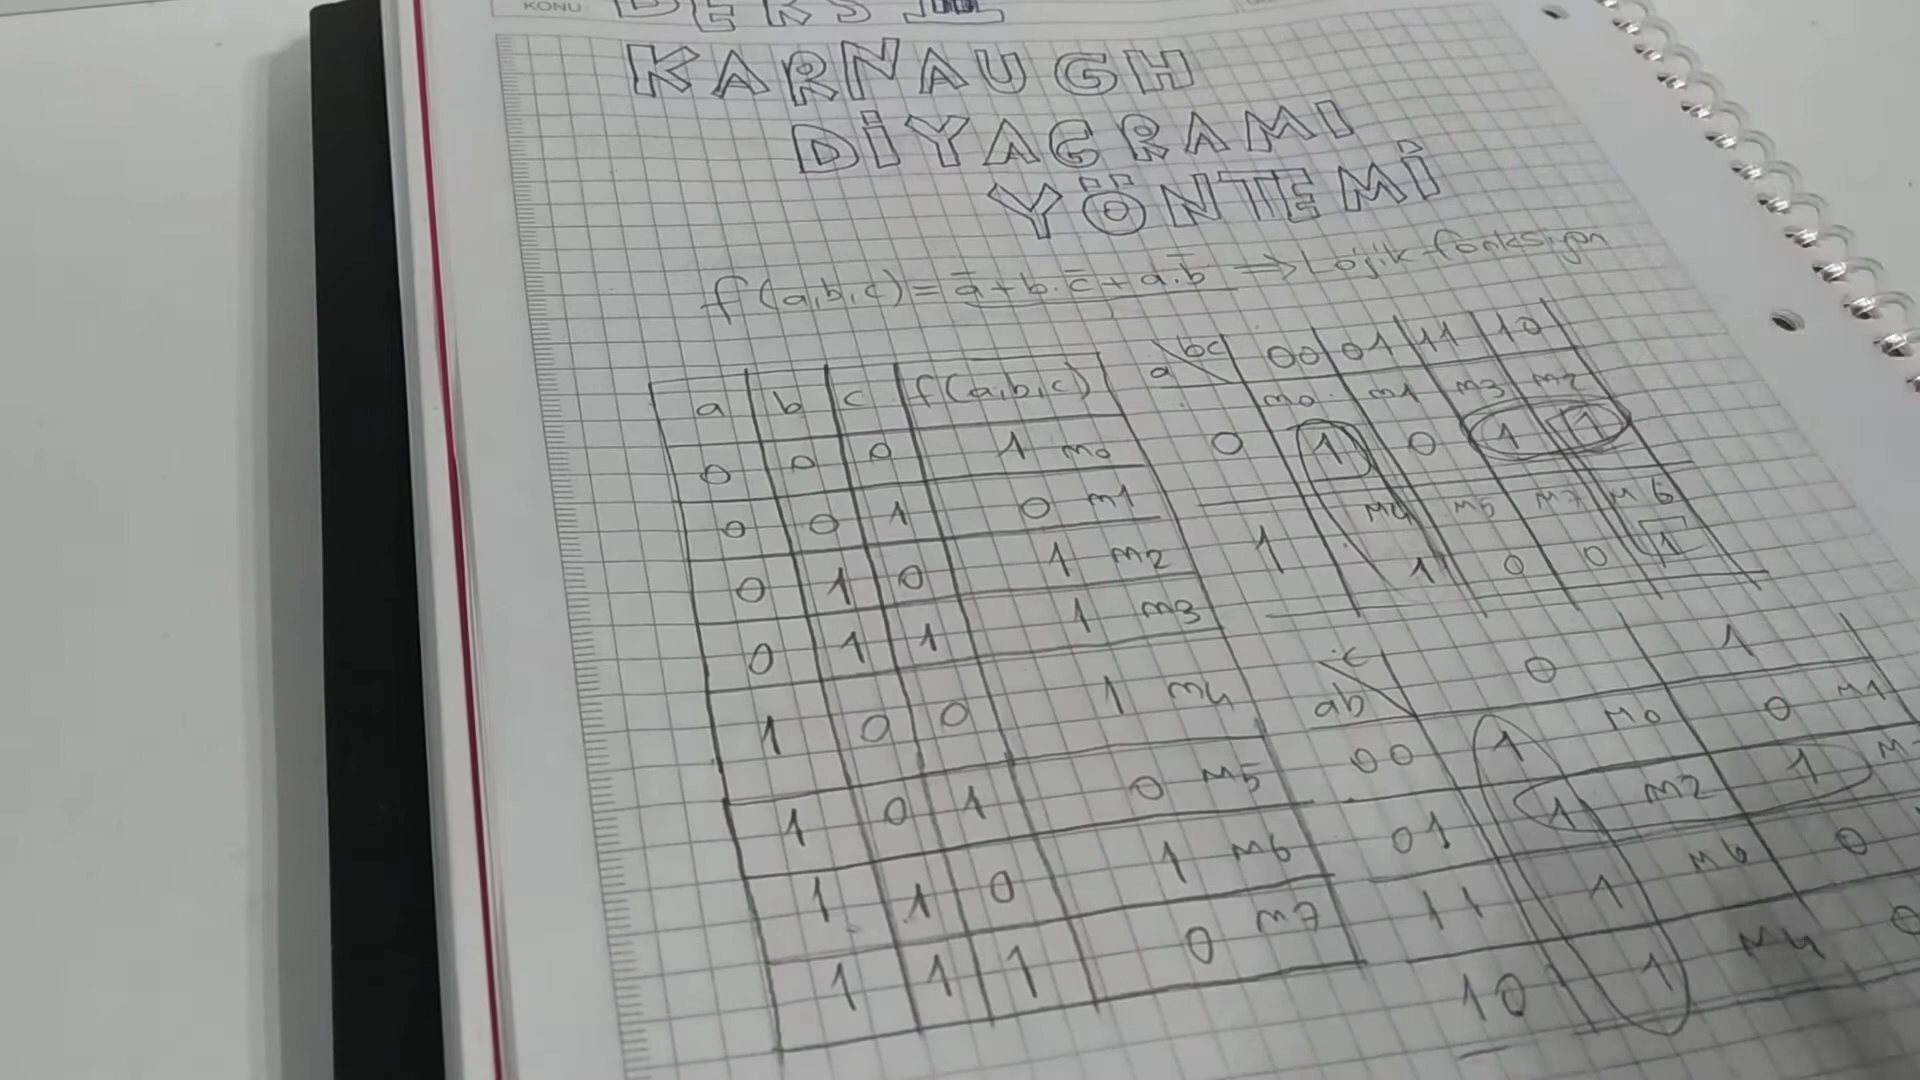 KONU DERS II
KARNAUGH
DİYAGRAMI
YÖNTEMİ
f(a,b,c) = a̅ + b.c̅ + a.b̅ => Lojik fonksiyon
a b c f(a,b,c)
0 0 0 1 m0
0 0 1 0 m1
0 1 0 1 m2
0 1 1 1 m3
1 0 0 1 m4
1 0 1 0 m5
1 1 0 1 m6
1 1 1 0 m7
a bc 00 01 11 10
m0 m1 m3 m2
0 1 0 1 1
m4 m5 m7 m6
1 1 0 0 1
ab c 0 1
00 1 m0 0 m1
01 1 m2 1
11 1 m6 0
10 1 m4 0